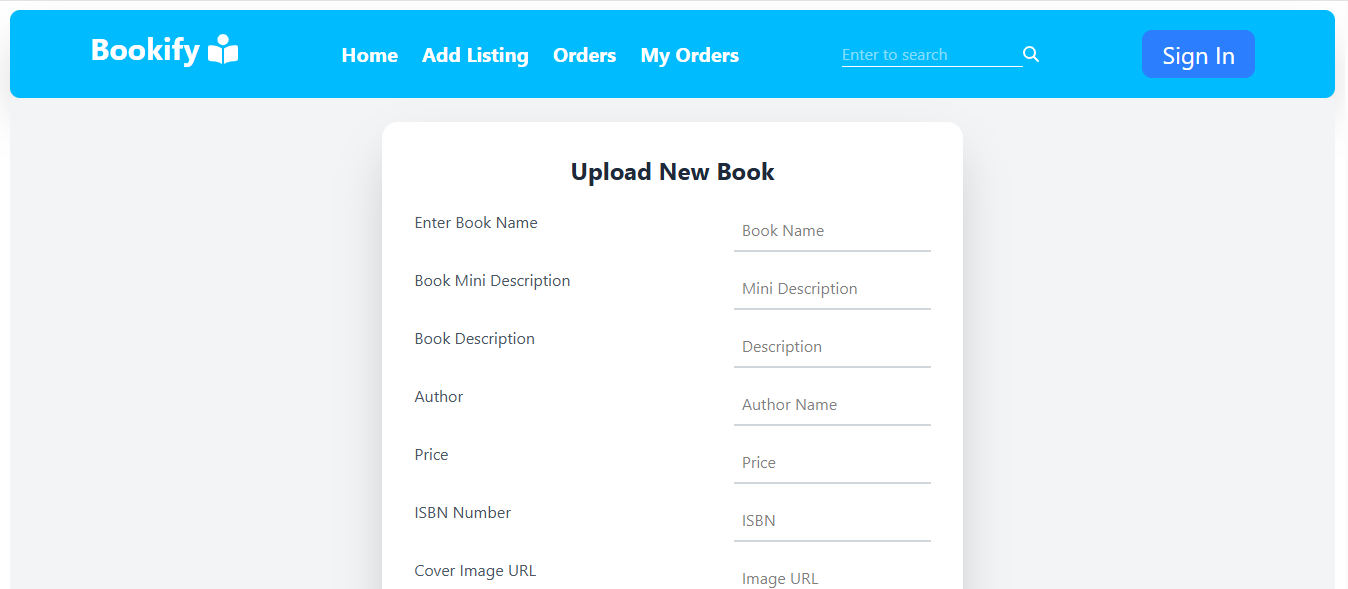 Bookify
Home Add Listing Orders My Orders
Enter to search
Sign In
Upload New Book
Enter Book Name
Book Name
Book Mini Description
Mini Description
Book Description
Description
Author
Author Name
Price
Price
ISBN Number
ISBN
Cover Image URL
Image URL